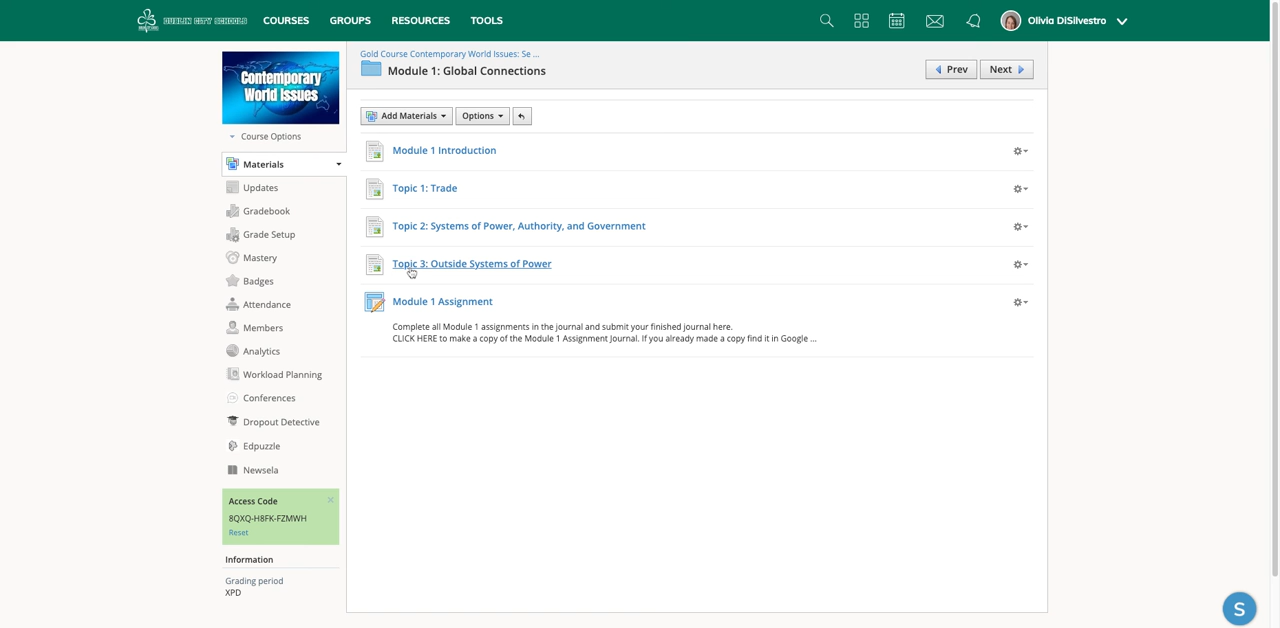 DUBLIN CITY SCHOOLS
COURSES
GROUPS
RESOURCES
TOOLS
Olivia DiSilvestro
Contemporary
World Issues
Course Options
Materials
Updates
Gradebook
Grade Setup
Mastery
Badges
Attendance
Members
Analytics
Workload Planning
Conferences
Dropout Detective
Edpuzzle
Newsela
Access Code
8QXQ-H8FK-FZMWH
Reset
Information
Grading period
XPD
Gold Course Contemporary World Issues: Se ...
Module 1: Global Connections
Prev
Next
Add Materials
Options
Module 1 Introduction
Topic 1: Trade
Topic 2: Systems of Power, Authority, and Government
Topic 3: Outside Systems of Power
Module 1 Assignment
Complete all Module 1 assignments in the journal and submit your finished journal here.
CLICK HERE to make a copy of the Module 1 Assignment Journal. If you already made a copy find it in Google ...
S